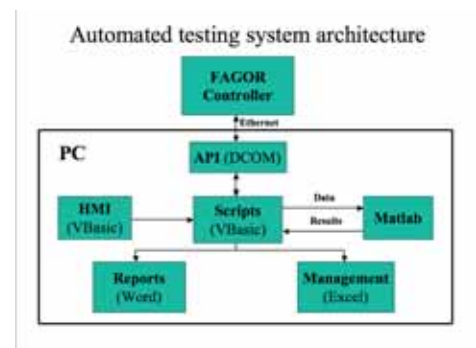 Automated testing system architecture
FAGOR
Controller
Ethernet
PC
API (DCOM)
HMI
(VBasic)
Scripts
(VBasic)
Data
Results
Matlab
Reports
(Word)
Management
(Excel)